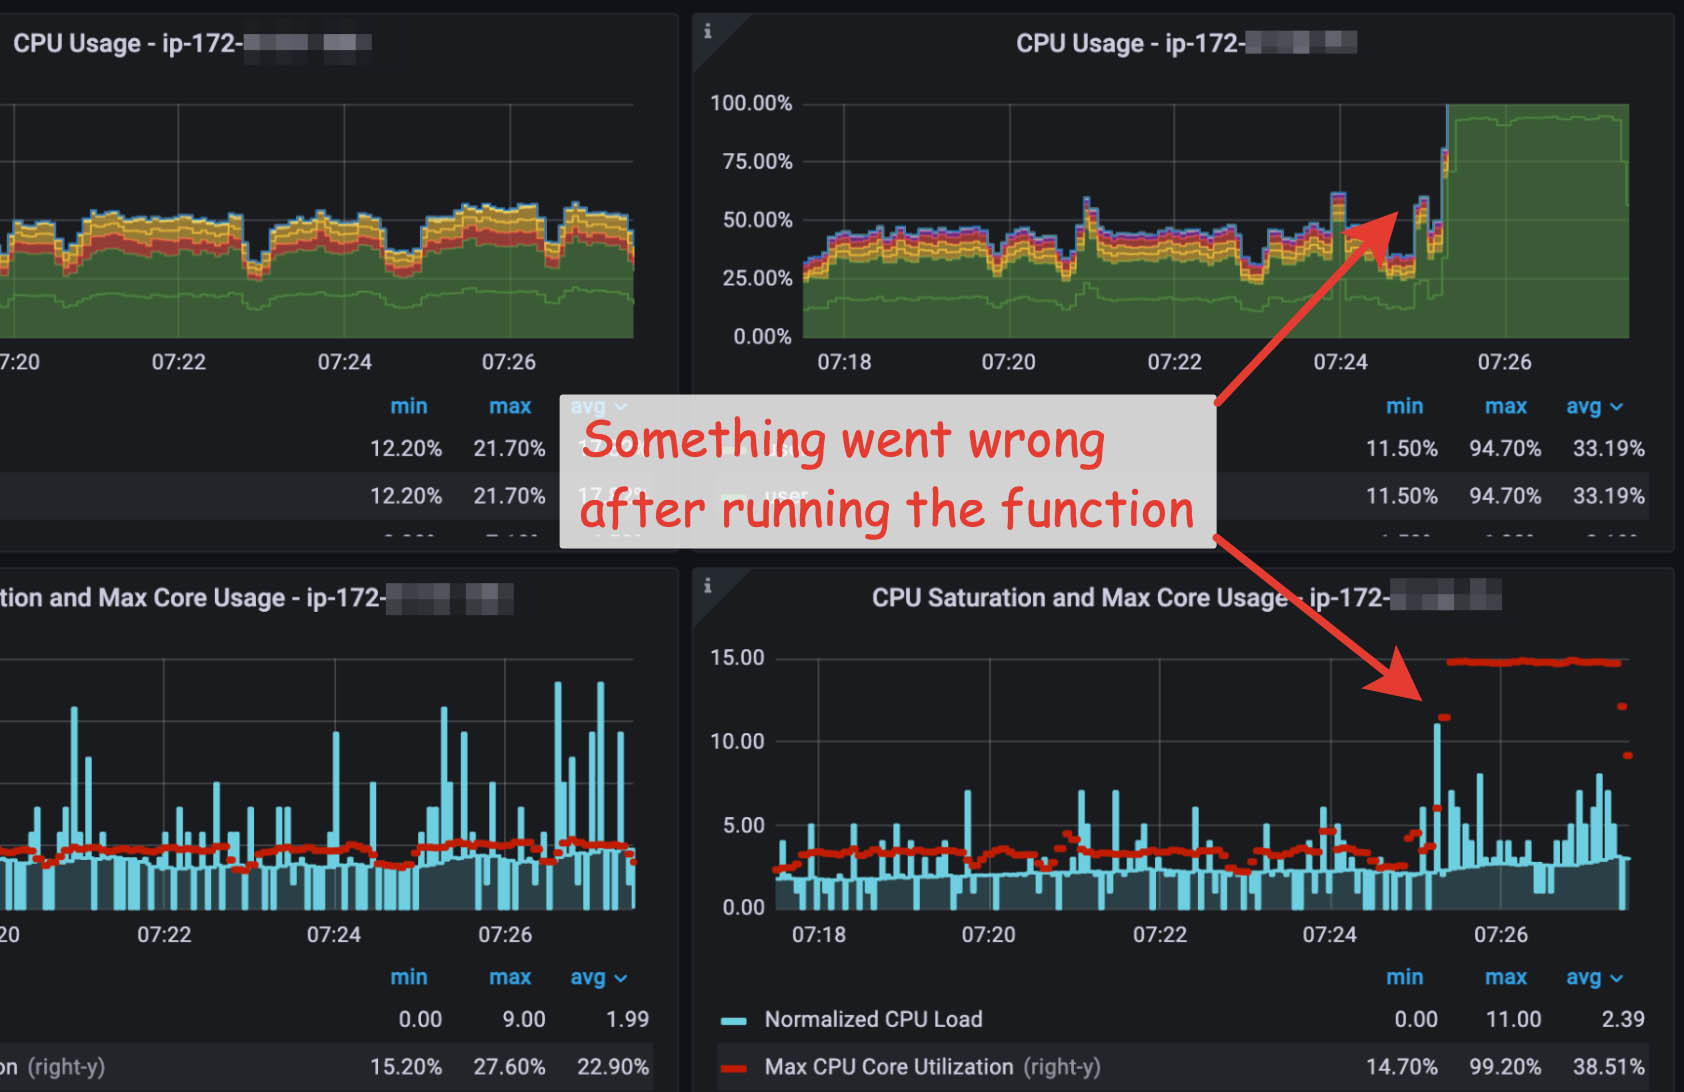 CPU Usage - ip-172-
07:20 07:22 07:24 07:26
min max avg
12.20% 21.70%
12.20% 21.70% 17.82%
CPU Usage - ip-172-
100.00%
75.00%
50.00%
25.00%
0.00%
07:18 07:20 07:22 07:24 07:26
min max avg
11.50% 94.70% 33.19%
user 11.50% 94.70% 33.19%
Something went wrong
after running the function
tion and Max Core Usage - ip-172-
20 07:22 07:24 07:26
min max avg
0.00 9.00 1.99
on (right-y) 15.20% 27.60% 22.90%
CPU Saturation and Max Core Usage - ip-172-
15.00
10.00
5.00
0.00
07:18 07:20 07:22 07:24 07:26
min max avg
Normalized CPU Load 0.00 11.00 2.39
Max CPU Core Utilization (right-y) 14.70% 99.20% 38.51%